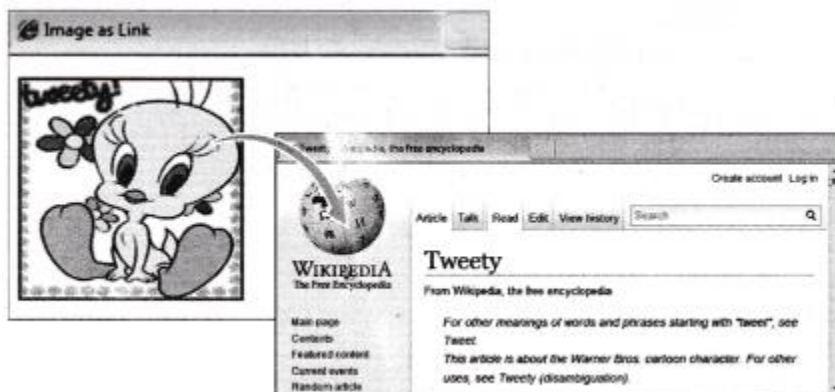 Image as Link
tweety!
Tweety - Wikipedia, the free encyclopedia
Create account Log in
Article Talk Read Edit View history Search
WIKIPEDIA
The Free Encyclopedia
Tweety
From Wikipedia, the free encyclopedia
For other meanings of words and phrases starting with "tweet", see
Tweet.
This article is about the Warner Bros. cartoon character. For other
uses, see Tweety (disambiguation).
Main page
Contents
Featured content
Current events
Random article